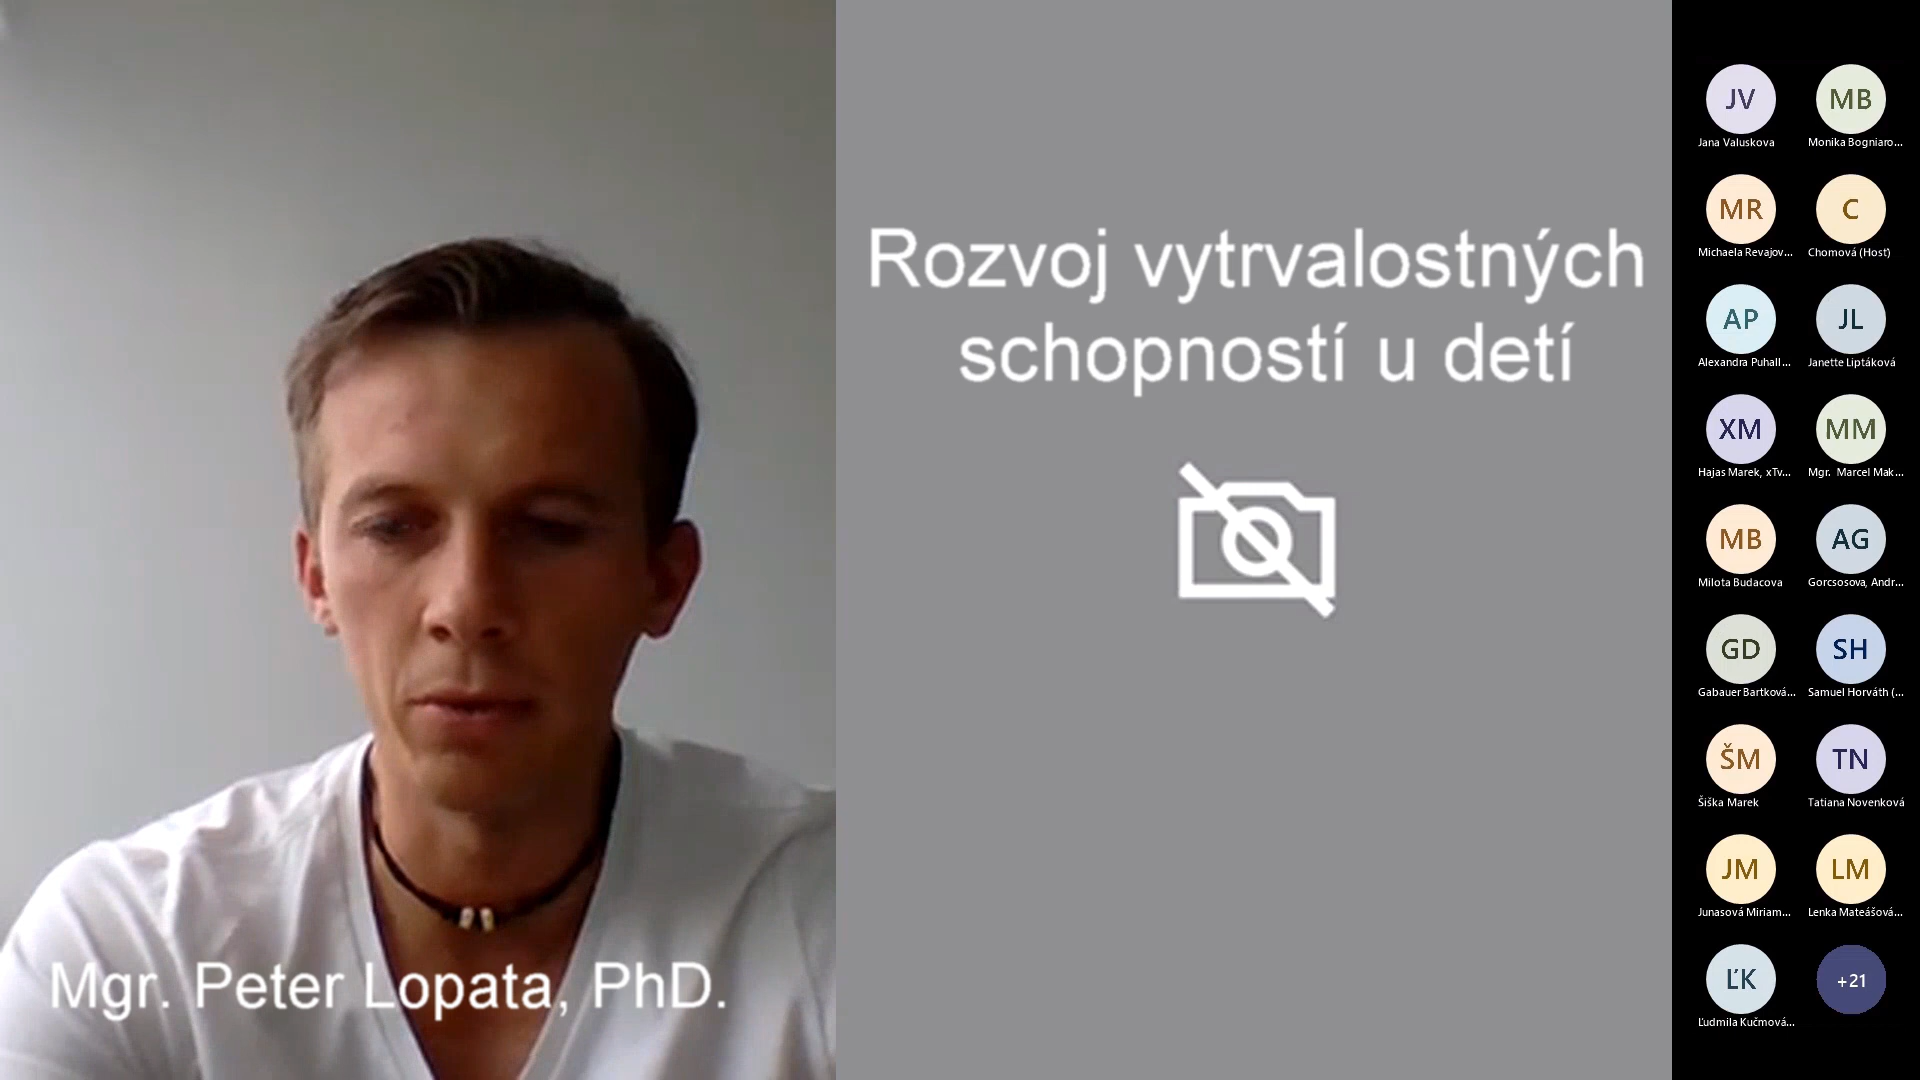 Rozvoj vytrvalostných
schopností u detí
Mgr. Peter Lopata, PhD.
JV
Jana Valuskova
MB
Monika Bogniaro...
MR
Michaela Revajov...
C
Chomová (Hosť)
AP
Alexandra Puhall...
JL
Janette Liptáková
XM
Hajas Marek, xTv...
MM
Mgr. Marcel Mak...
MB
Milota Budacova
AG
Gorcsosova, Andr...
GD
Gabauer Bartková...
SH
Samuel Horváth (...
ŠM
Šiška Marek
TN
Tatiana Novenková
JM
Junasová Miriam...
LM
Lenka Mateášová...
ĽK
Ľudmila Kučmová...
+21